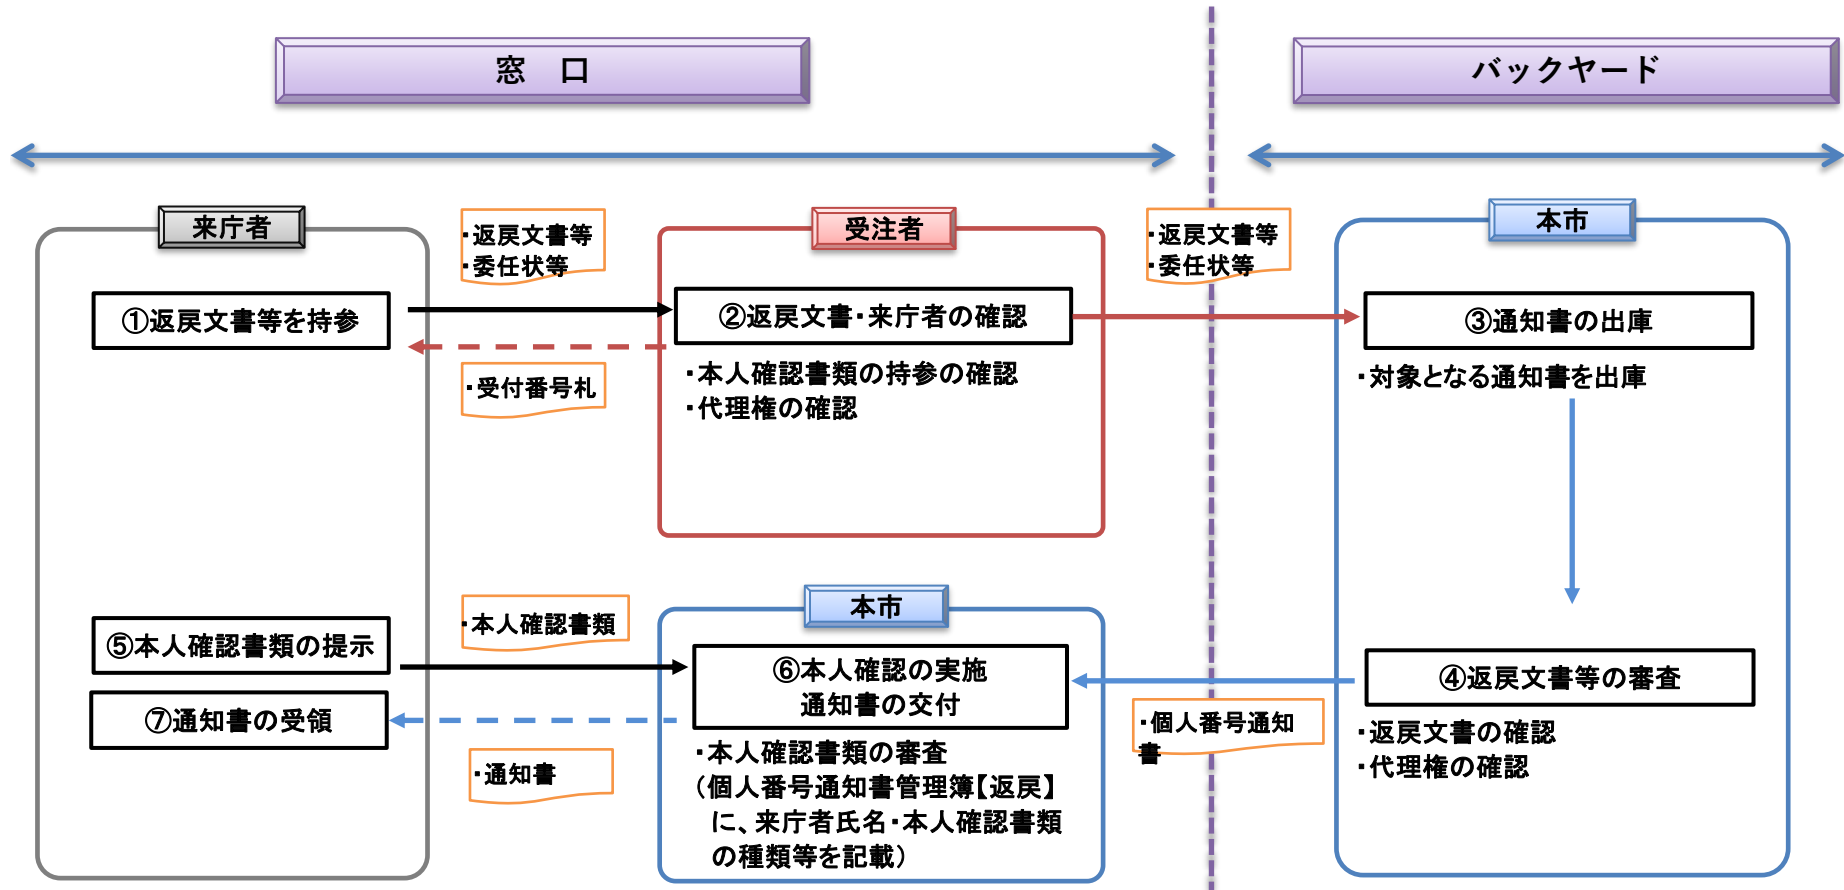 窓　口
バックヤード
来庁者
・返戻文書等
・委任状等
受注者
・返戻文書等
・委任状等
本市
①返戻文書等を持参
②返戻文書・来庁者の確認
③通知書の出庫
・受付番号札
・本人確認書類の持参の確認
・代理権の確認
・対象となる通知書を出庫
本市
・本人確認書類
⑤本人確認書類の提示
⑥本人確認の実施
通知書の交付
④返戻文書等の審査
⑦通知書の受領
・個人番号通知
書
・通知書
・本人確認書類の審査
（個人番号通知書管理簿【返戻】
に、来庁者氏名・本人確認書類
の種類等を記載）
・返戻文書の確認
・代理権の確認